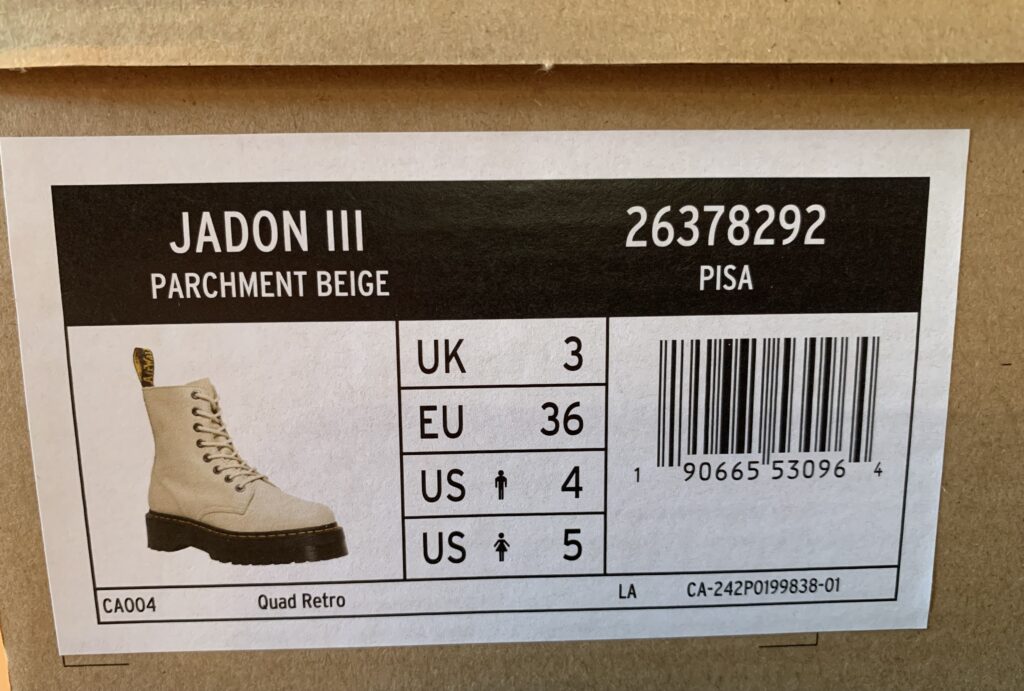 JADON III
PARCHMENT BEIGE
26378292
PISA
UK 3
EU 36
US 4
US 5
1 90665 53096 4
CA004
Quad Retro
LA
CA-242P0199838-01